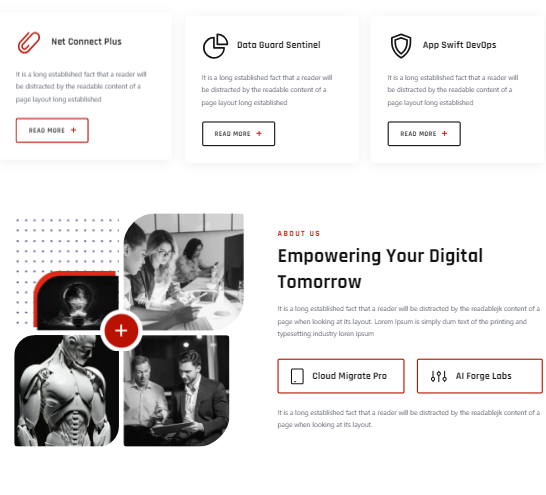 Net Connect Plus
It is a long established fact that a reader will
be distracted by the readable content of a
page layout long established
READ MORE +
Data Guard Sentinel
It is a long established fact that a reader will
be distracted by the readable content of a
page layout long established
READ MORE +
App Swift DevOps
It is a long established fact that a reader will
be distracted by the readable content of a
page layout long established
READ MORE +
ABOUT US
Empowering Your Digital
Tomorrow
It is a long established fact that a reader will be distracted by the readablejk content of a
page when looking at its layout. Lorem Ipsum is simply dum text of the printing and
typesetting industry loren ipsum
Cloud Migrate Pro
AI Forge Labs
It is a long established fact that a reader will be distracted by the readablejk content of a
page when looking at its layout.